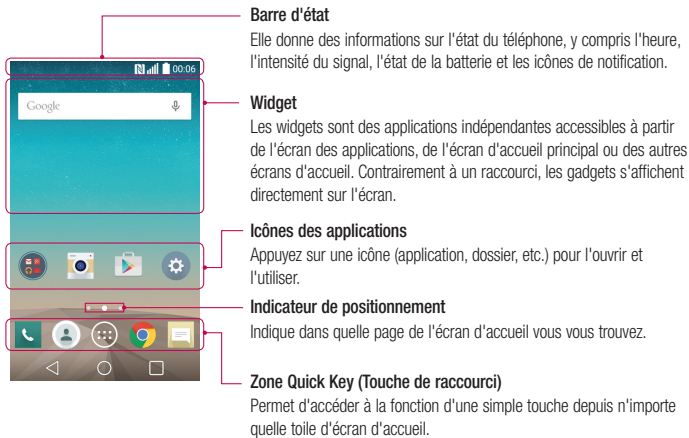 Barre d'état
Elle donne des informations sur l'état du téléphone, y compris l'heure,
l'intensité du signal, l'état de la batterie et les icônes de notification.
00:06
Google
Widget
Les widgets sont des applications indépendantes accessibles à partir
de l'écran des applications, de l'écran d'accueil principal ou des autres
écrans d'accueil. Contrairement à un raccourci, les gadgets s'affichent
directement sur l'écran.
Icônes des applications
Appuyez sur une icône (application, dossier, etc.) pour l'ouvrir et
l'utiliser.
Indicateur de positionnement
Indique dans quelle page de l'écran d'accueil vous vous trouvez.
Zone Quick Key (Touche de raccourci)
Permet d'accéder à la fonction d'une simple touche depuis n'importe
quelle toile d'écran d'accueil.